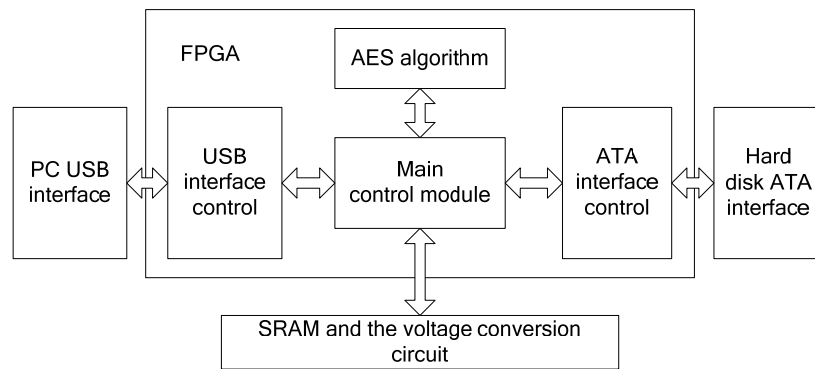 FPGA
AES algorithm
PC USB
interface
USB
interface
control
Main
control module
ATA
interface
control
Hard
disk ATA
interface
SRAM and the voltage conversion
circuit